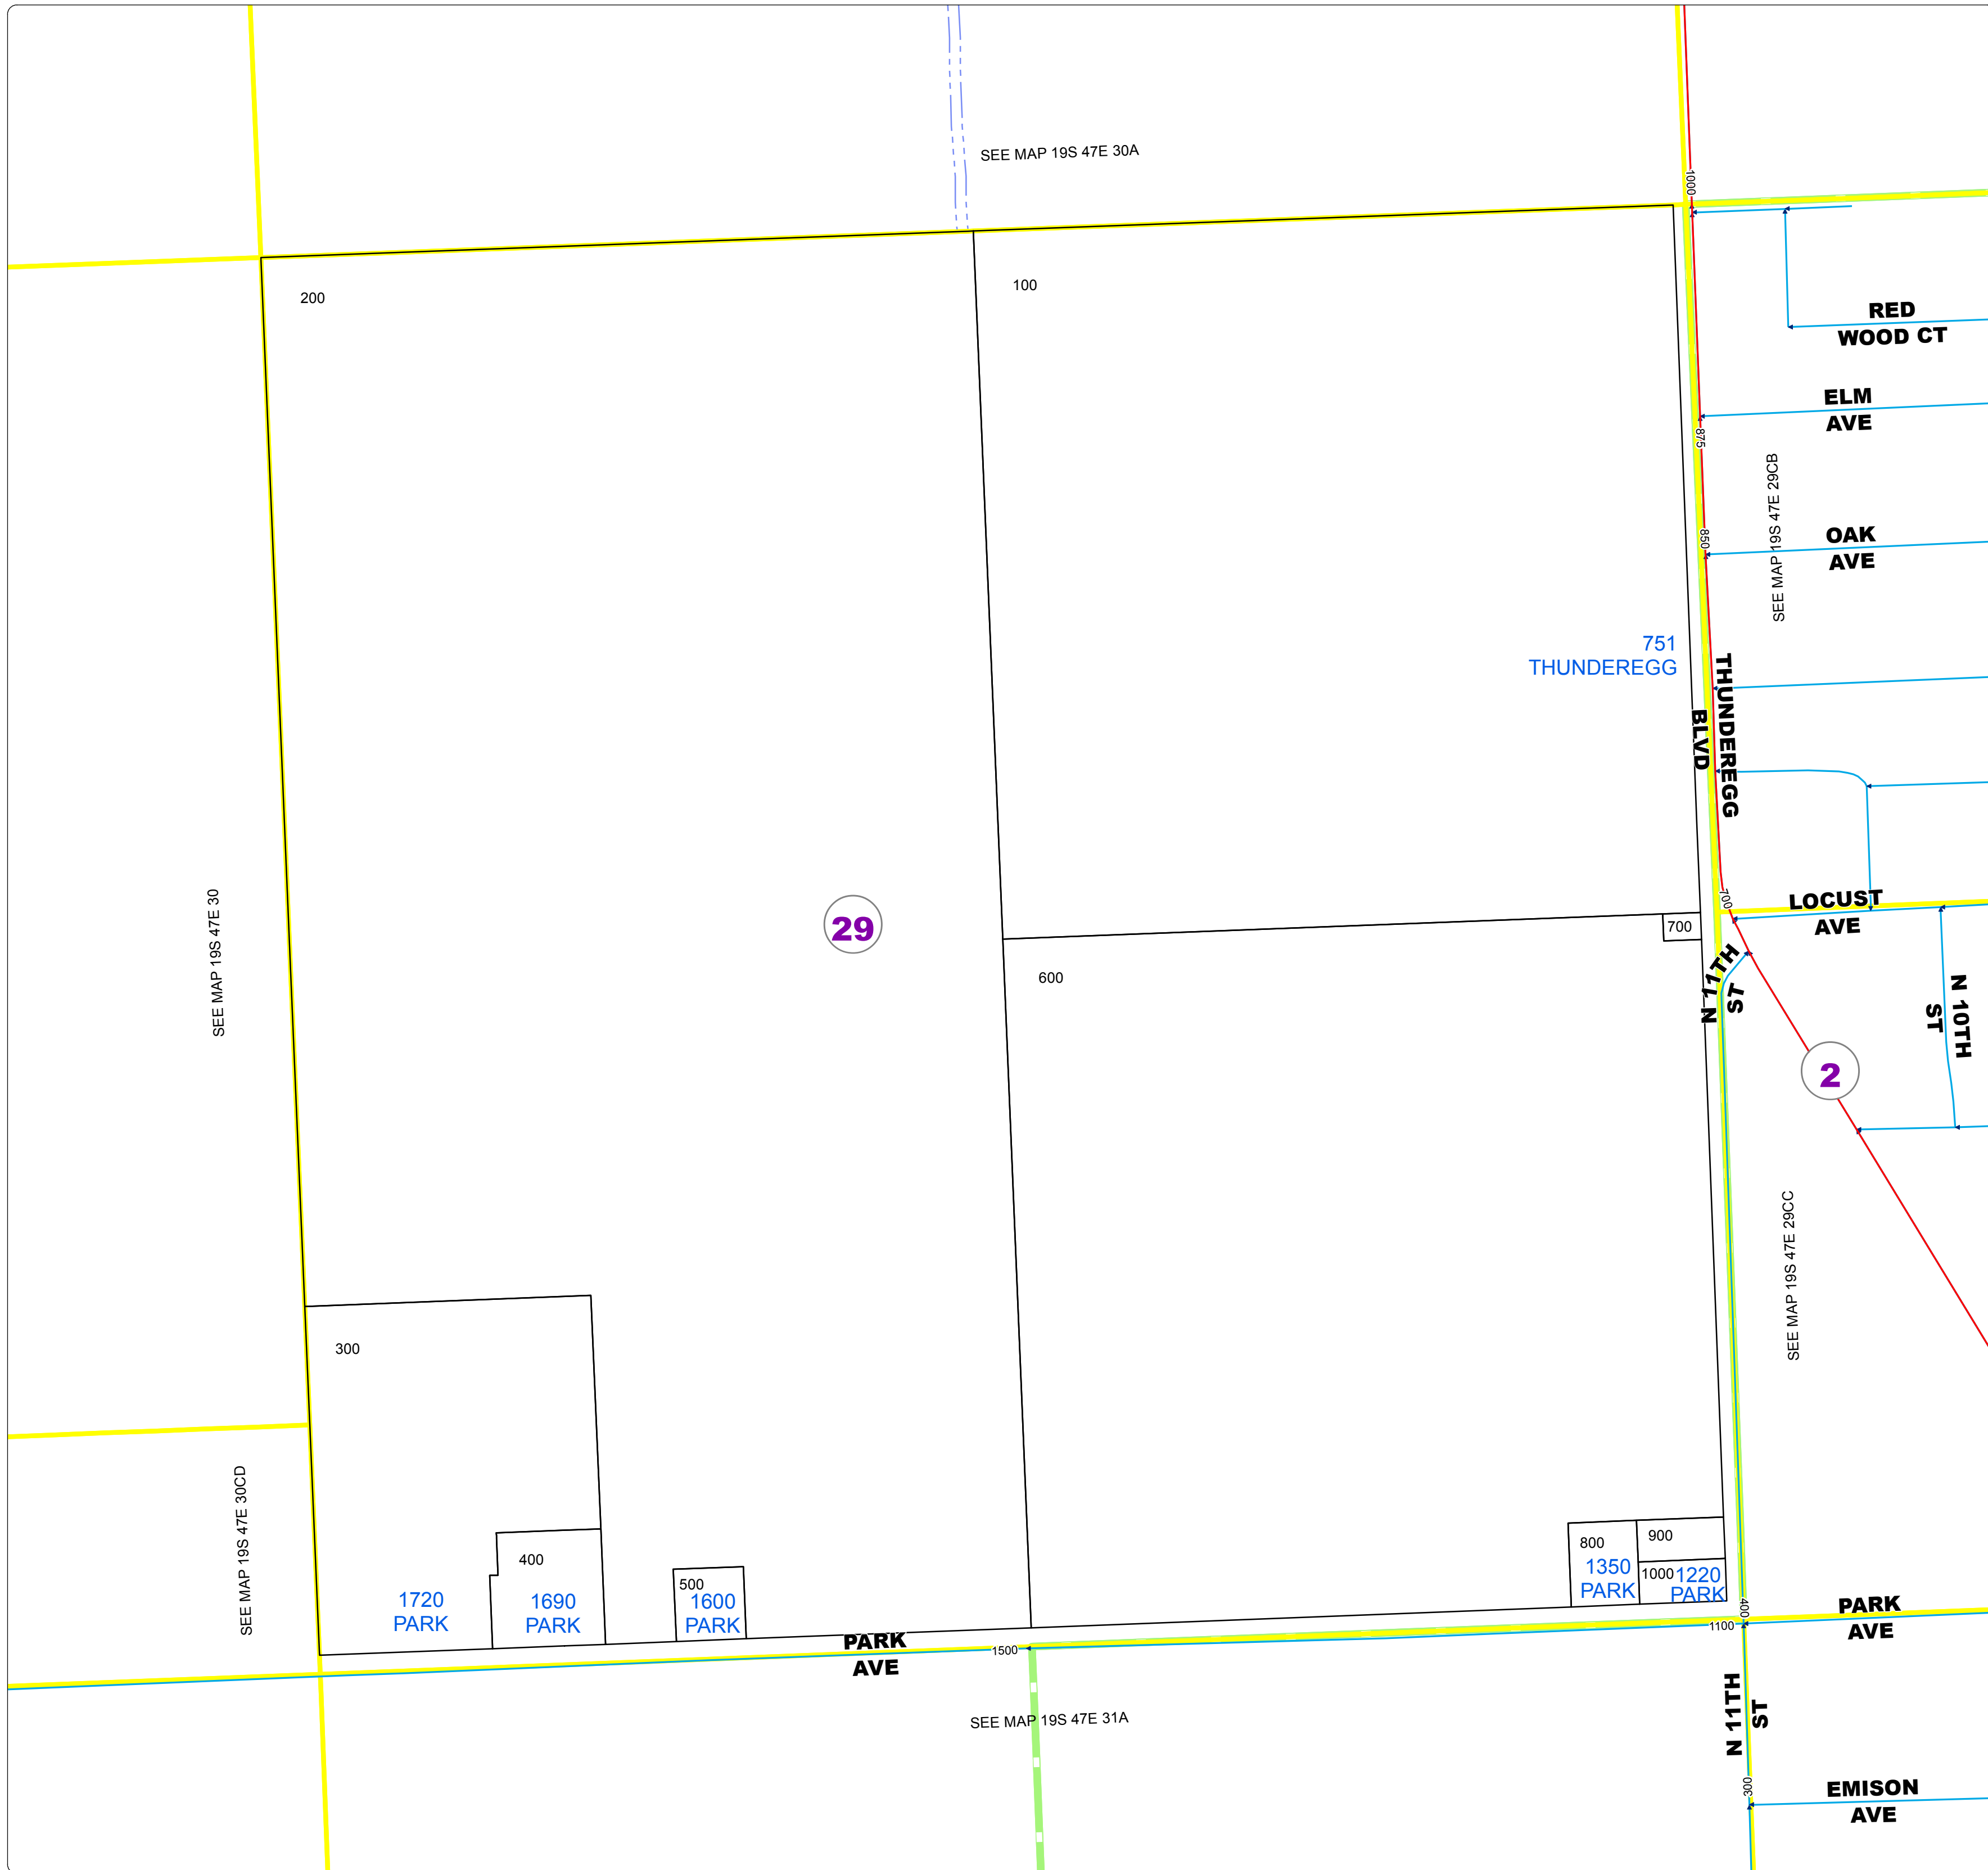 SEE MAP 19S 47E 30A
1000
200
100
RED
WOOD CT
ELM
AVE
875
SEE MAP 19S 47E 29CB
850
OAK
AVE
751
THUNDEREGG
THUNDEREGG
BLVD
SEE MAP 19S 47E 30
29
700
LOCUST
AVE
700
600
N 11TH
ST
N 10TH
ST
2
SEE MAP 19S 47E 29CC
300
SEE MAP 19S 47E 30CD
400
1720
PARK
1690
PARK
500
1600
PARK
800
1350
PARK
900
1000
1220
PARK
400
PARK
AVE
1100
1500
PARK
AVE
SEE MAP 19S 47E 31A
N 11TH
ST
300
EMISON
AVE